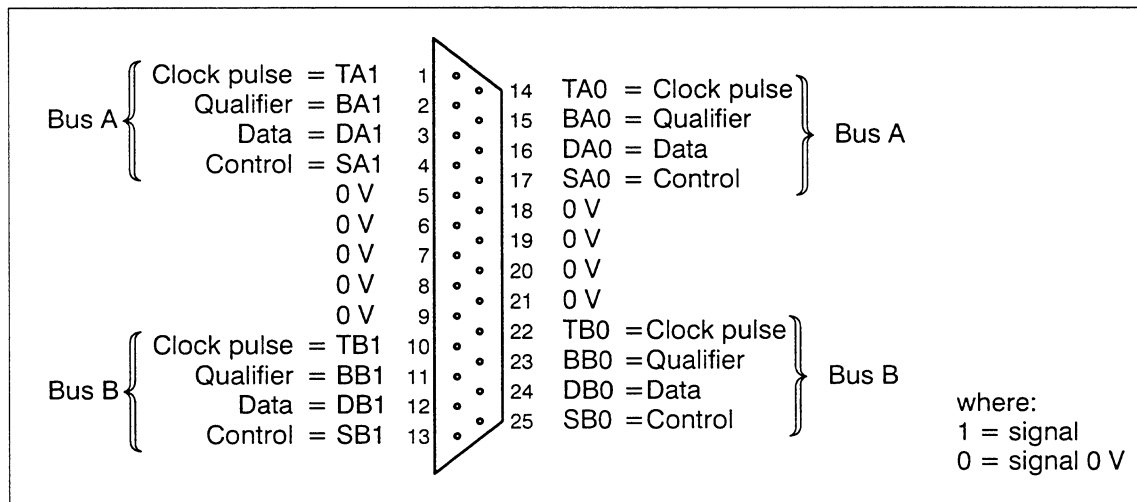 Bus A
Clock pulse = TA1 1
Qualifier = BA1 2
Data = DA1 3
Control = SA1 4
0 V 5
0 V 6
0 V 7
0 V 8
0 V 9
Bus B
Clock pulse = TB1 10
Qualifier = BB1 11
Data = DB1 12
Control = SB1 13
14 TA0 = Clock pulse
15 BA0 = Qualifier
16 DA0 = Data
17 SA0 = Control
Bus A
18 0 V
19 0 V
20 0 V
21 0 V
22 TB0 = Clock pulse
23 BB0 = Qualifier
24 DB0 = Data
25 SB0 = Control
Bus B
where:
1 = signal
0 = signal 0 V